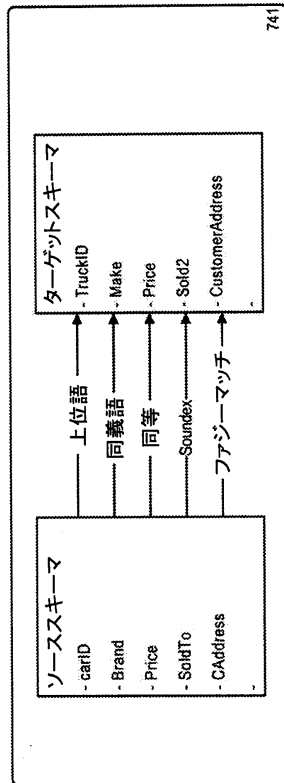 ソーススキーマ
- carID
- Brand
- Price
- SoldTo
- CAddress
-
上位語
同義語
同等
Soundex
ファジーマッチ
ターゲットスキーマ
- TruckID
- Make
- Price
- Sold2
- CustomerAddress
-
741